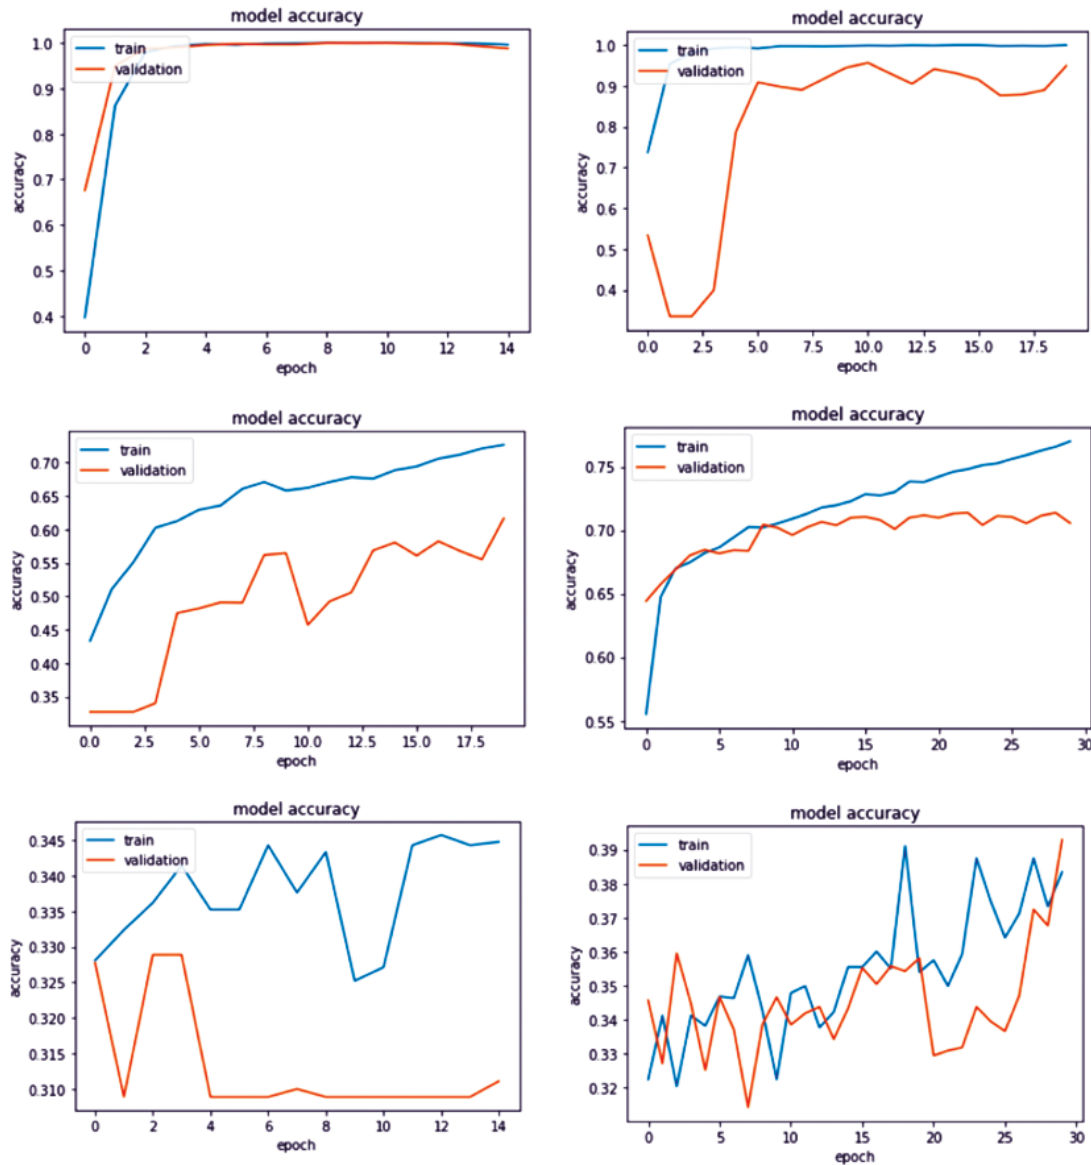 model accuracy
train
validation
1.0
0.9
0.8
0.7
0.6
0.5
0.4
accuracy
0 2 4 6 8 10 12 14
epoch
model accuracy
train
validation
1.0
0.9
0.8
0.7
0.6
0.5
0.4
accuracy
0.0 2.5 5.0 7.5 10.0 12.5 15.0 17.5
epoch
model accuracy
train
validation
0.70
0.65
0.60
0.55
0.50
0.45
0.40
0.35
accuracy
0.0 2.5 5.0 7.5 10.0 12.5 15.0 17.5
epoch
model accuracy
train
validation
0.75
0.70
0.65
0.60
0.55
accuracy
0 5 10 15 20 25 30
epoch
model accuracy
train
validation
0.345
0.340
0.335
0.330
0.325
0.320
0.315
0.310
accuracy
0 2 4 6 8 10 12 14
epoch
model accuracy
train
validation
0.39
0.38
0.37
0.36
0.35
0.34
0.33
0.32
accuracy
0 5 10 15 20 25 30
epoch